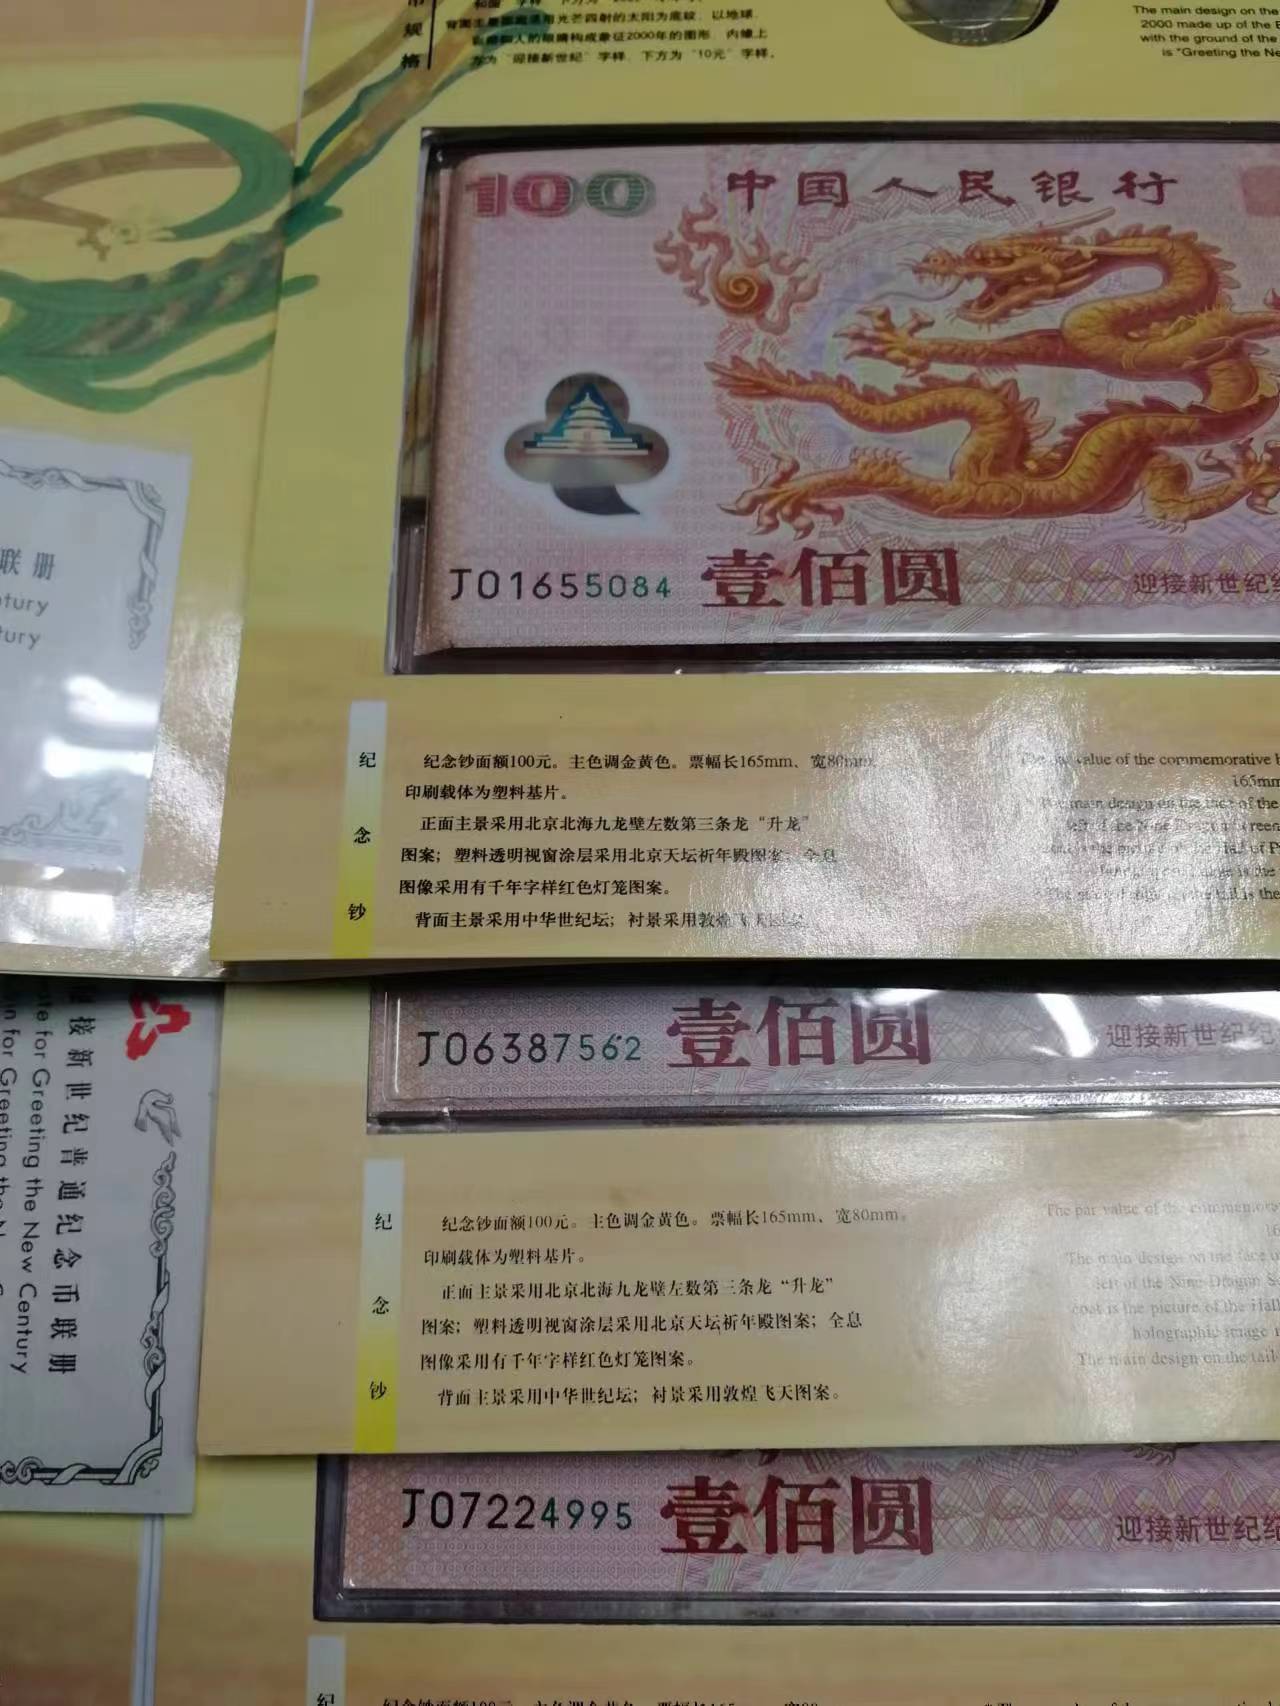 规
格
背面主景图案采用光芒四射的太阳为底纹，以地球、
人的眼睛构成象征2000年的图形，内缘上
方为“迎接新世纪”字样，下方为“10元”字样。
The main design on the
2000 made up of the
with the ground of the
is "Greeting the Ne
100
中国人民银行
J01655084
壹佰圆
迎接新世纪
联册
ntury
tury
纪
念
钞
纪念钞面额100元。主色调金黄色。票幅长165mm、宽80mm。
印刷载体为塑料基片。
正面主景采用北京北海九龙壁左数第三条龙“升龙”
图案；塑料透明视窗涂层采用北京天坛祈年殿图案；全息
图像采用有千年字样红色灯笼图案。
背面主景采用中华世纪坛；衬景采用敦煌飞天图案
The par value of the commemorative
165mm
The main design on the face of the
迎接新世纪普通纪念币联册
for Greeting the New Century
for Greeting the
J06387562
壹佰圆
迎接新世纪纪
纪
念
钞
纪念钞面额100元。主色调金黄色。票幅长165mm、宽80mm。
印刷载体为塑料基片。
正面主景采用北京北海九龙壁左数第三条龙“升龙”
图案；塑料透明视窗涂层采用北京天坛祈年殿图案；全息
图像采用有千年字样红色灯笼图案。
背面主景采用中华世纪坛；衬景采用敦煌飞天图案。
The par value of the commemora
The main design on the face
left of the Nine-Dragon
coat is the picture of the Hall
holographic image
The main design on the tail
J07224995
壹佰圆
迎接新世纪
纪